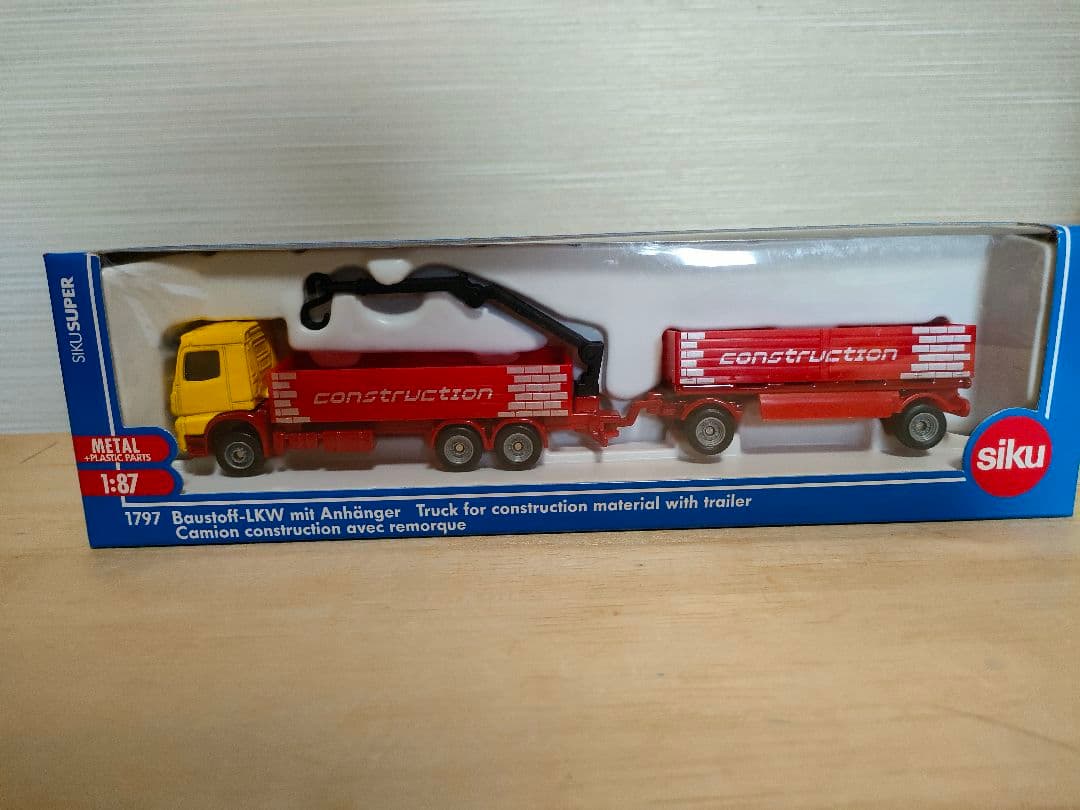 SIKUSUPER
construction
construction
METAL
+PLASTIC PARTS
1:87
siku
1797 Baustoff-LKW mit Anhänger Truck for construction material with trailer
Camion construction avec remorque